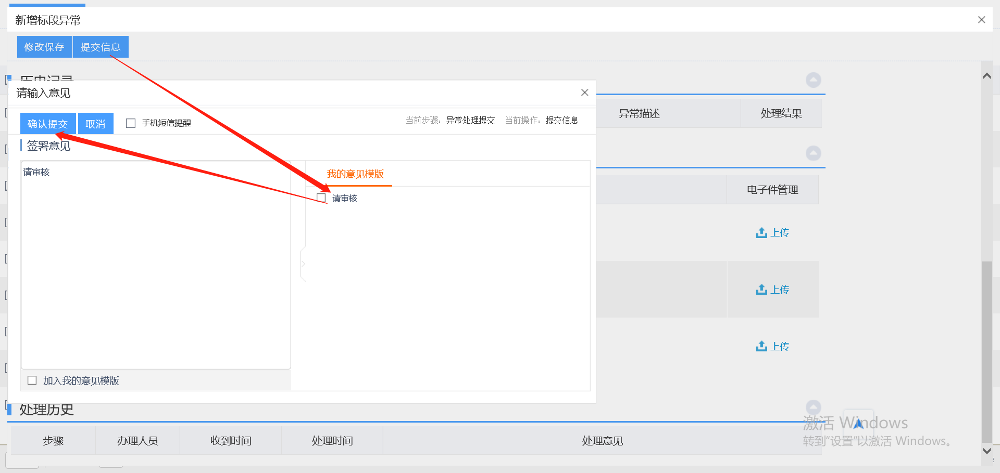 新增标段异常
修改保存 提交信息
历史记录
请输入意见
确认提交 取消 手机短信提醒 当前步骤：异常处理提交 当前操作：提交信息
异常描述 处理结果
签署意见
请审核
我的意见模版
请审核
电子件管理
上传
上传
上传
加入我的意见模版
处理历史
步骤 办理人员 收到时间 处理时间 处理意见
激活 Windows
转到“设置”以激活 Windows。